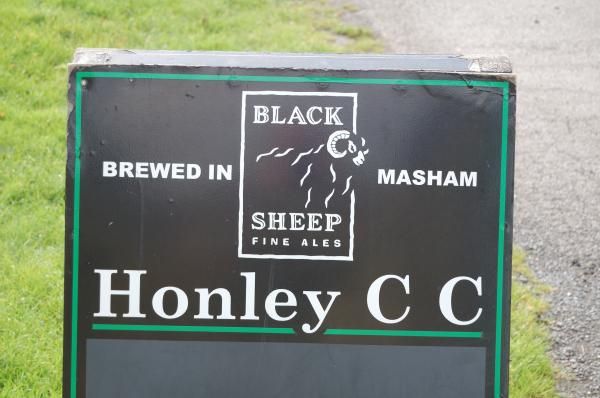 BLACK
BREWED IN MASHAM
SHEEP
FINE ALES
Honley C C